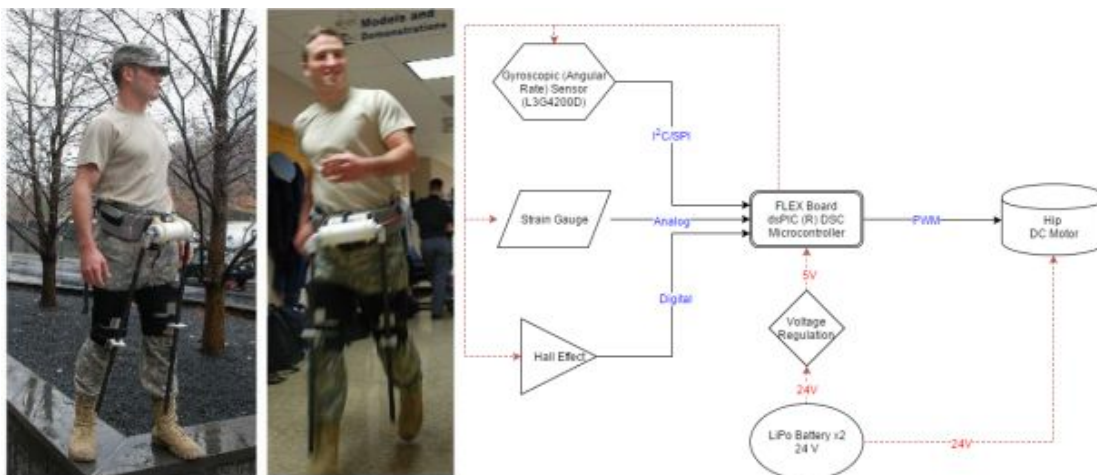 Models and
Demonstrations
Gyroscopic (Angular
Rate) Sensor
(L3G4200D)
I²C/SPI
Strain Gauge
Analog
FLEX Board
dsPIC (R) DSC
Microcontroller
PWM
Hip
DC Motor
Digital
5V
Hall Effect
Voltage
Regulation
24V
LiPo Battery x2
24 V
24V